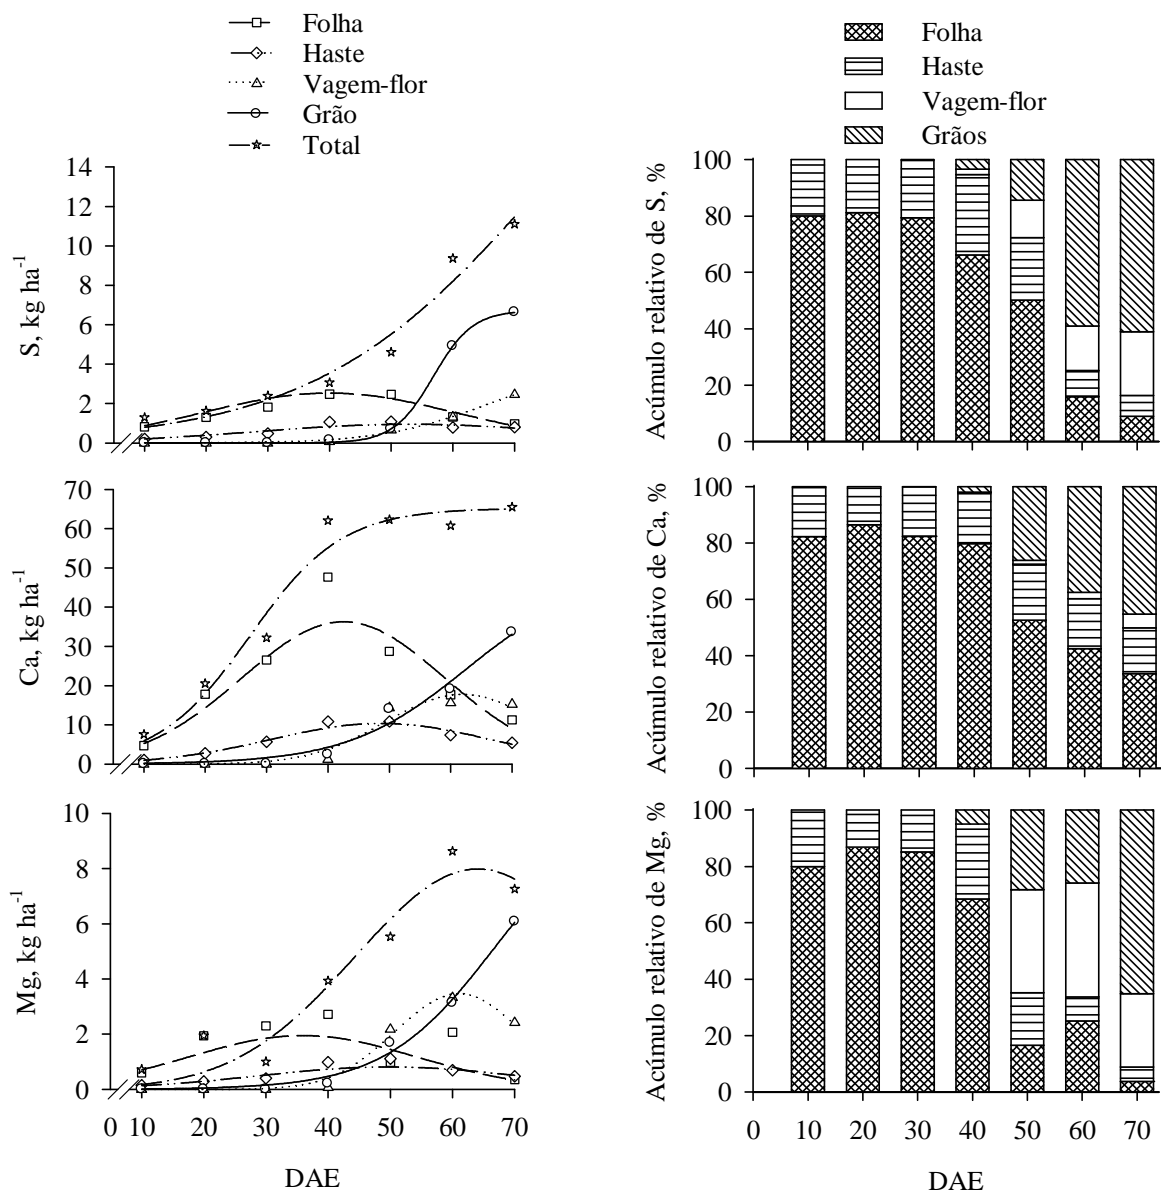 Folha
Haste
Vagem-flor
Grão
Total
14
12
10
8
6
4
2
0
S, kg ha-1
70
60
50
40
30
20
10
0
Ca, kg ha-1
10
8
6
4
2
0
Mg, kg ha-1
0 10 20 30 40 50 60 70
DAE
Folha
Haste
Vagem-flor
Grãos
100
80
60
40
20
0
Acúmulo relativo de S, %
100
80
60
40
20
0
Acúmulo relativo de Ca, %
100
80
60
40
20
0
Acúmulo relativo de Mg, %
0 10 20 30 40 50 60 70
DAE